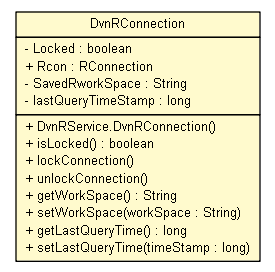 DvnRConnection
- Locked : boolean
+ Rcon : RConnection
- SavedRworkSpace : String
- lastQueryTimeStamp : long
+ DvnRService.DvnRConnection()
+ isLocked() : boolean
+ lockConnection()
+ unlockConnection()
+ getWorkSpace() : String
+ setWorkSpace(workSpace : String)
+ getLastQueryTime() : long
+ setLastQueryTime(timeStamp : long)